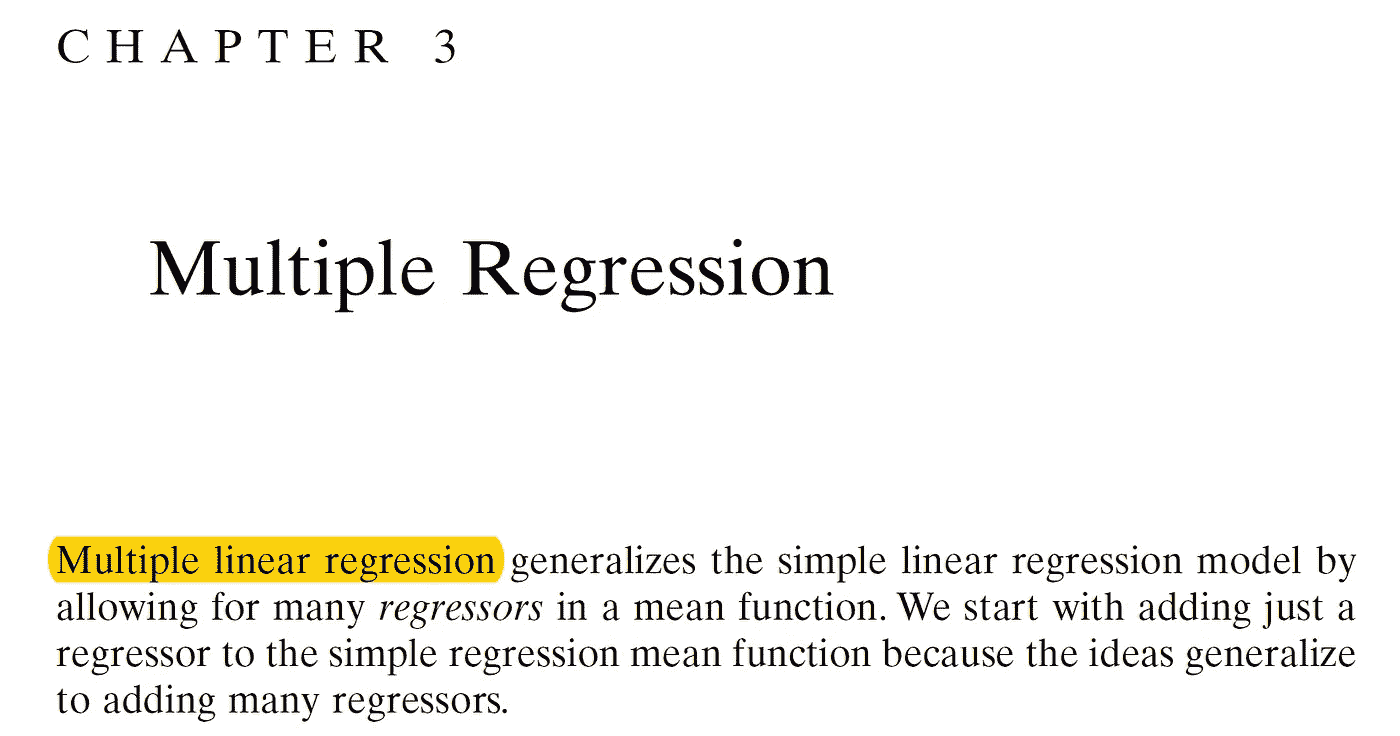 CHAPTER 3
Multiple Regression
Multiple linear regression generalizes the simple linear regression model by
allowing for many regressors in a mean function. We start with adding just a
regressor to the simple regression mean function because the ideas generalize
to adding many regressors.